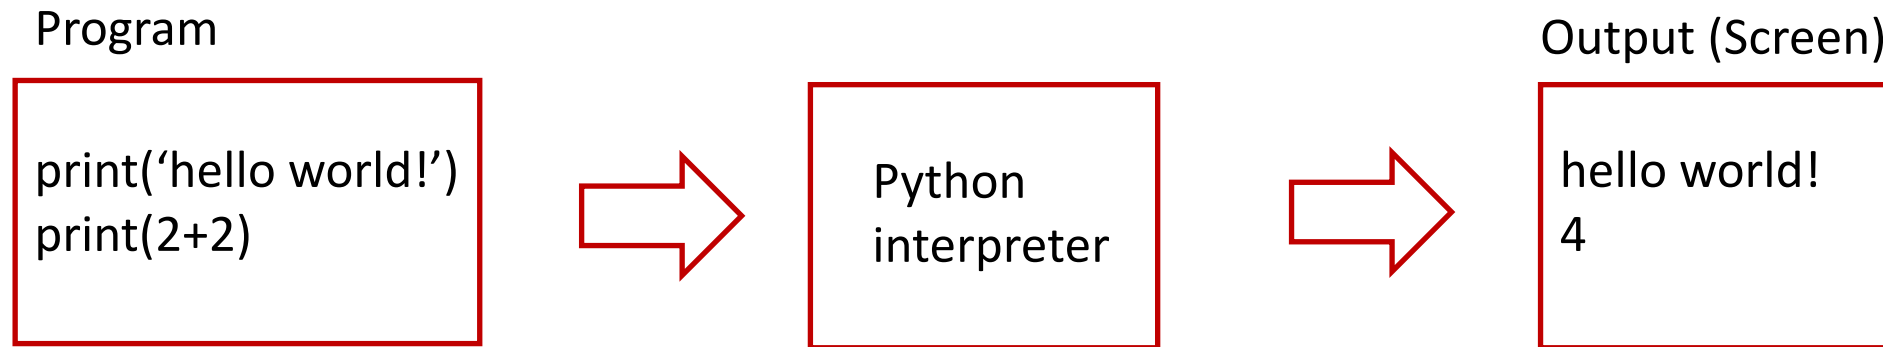 Program
print(‘hello world!’)
print(2+2)
Python
interpreter
Output (Screen)
hello world!
4